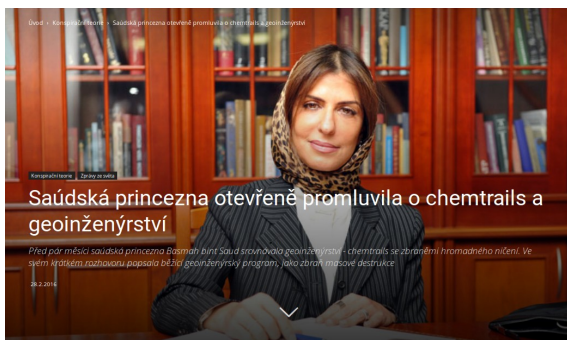 Úvod › Konspirační teorie › Saúdská princezna otevřeně promluvila o chemtrails a geoinženýrství
Konspirační teorie Zprávy ze světa
Saúdská princezna otevřeně promluvila o chemtrails a
geoinženýrství
Před pár měsíci saúdská princezna Basmah bint Saud srovnávala geoinženýrství - chemtrails se zbraněmi hromadného ničení. Ve
svém krátkém rozhovoru popsala běžící geoinženýrský program, jako zbraň masové destrukce
28.2.2016